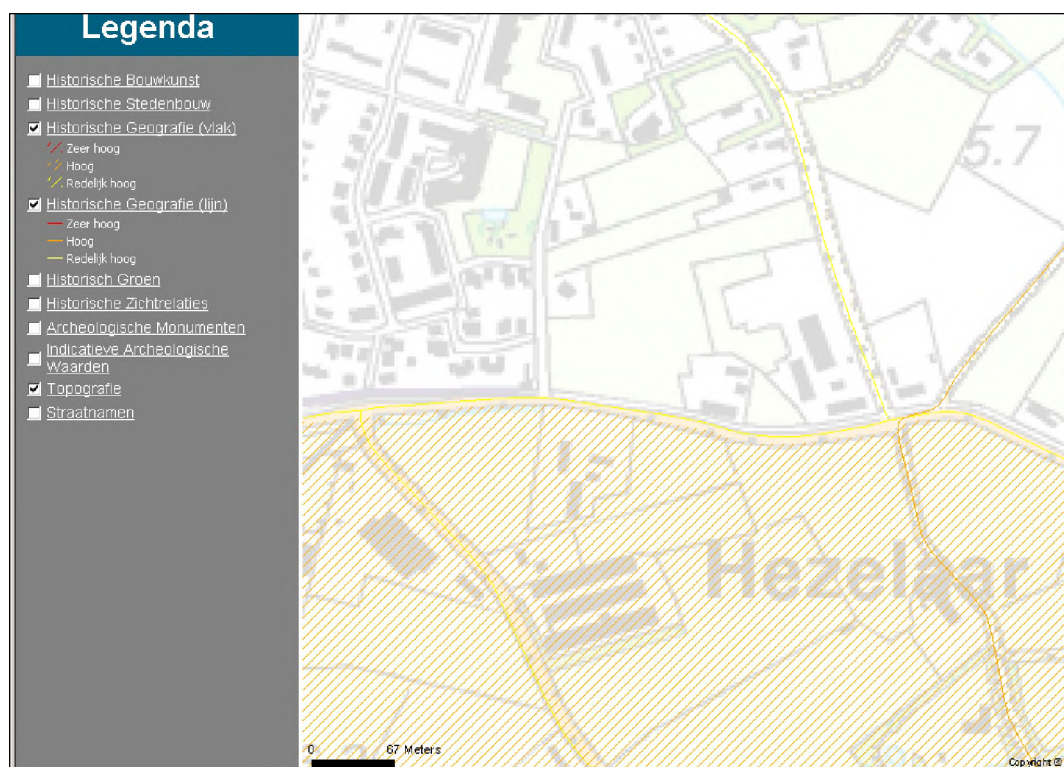 Legenda
Historische Bouwkunst
Historische Stedenbouw
Historische Geografie (vlak)
Zeer hoog
Hoog
Redelijk hoog
Historische Geografie (lijn)
Zeer hoog
Hoog
Redelijk hoog
Historisch Groen
Historische Zichtrelaties
Archeologische Monumenten
Indicatieve Archeologische
Waarden
Topografie
Straatnamen
5.7
Hezelaar
0 67 Meters
Copyright ©